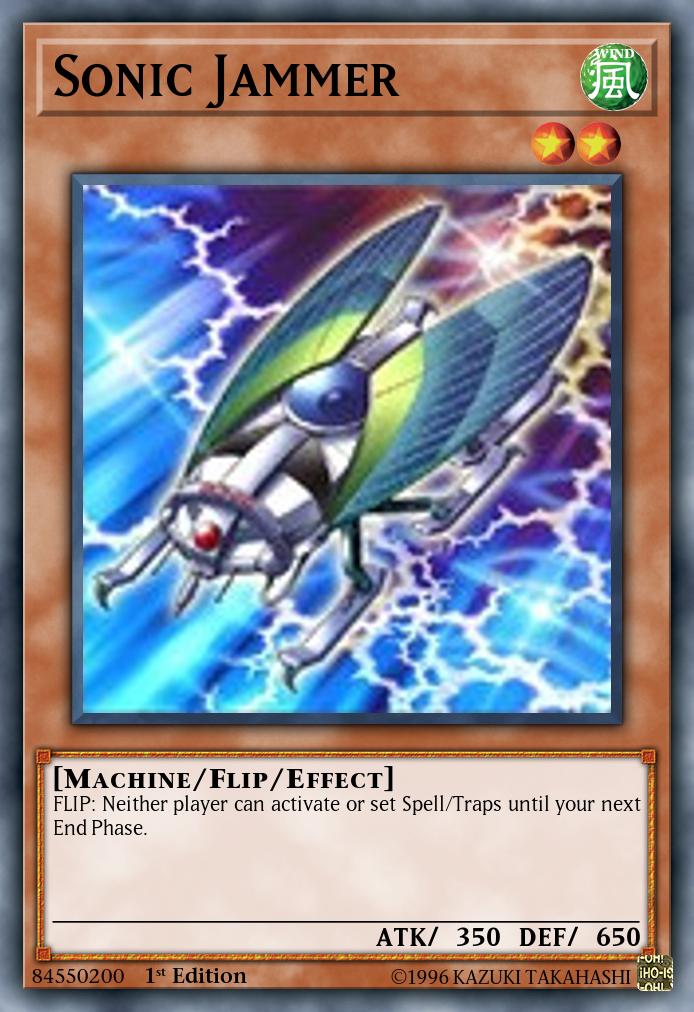 Sonic Jammer
WIND
風
[Machine/Flip/Effect]
FLIP: Neither player can activate or set Spell/Traps until your next
End Phase.
ATK/ 350 DEF/ 650
84550200 1st Edition ©1996 KAZUKI TAKAHASHI